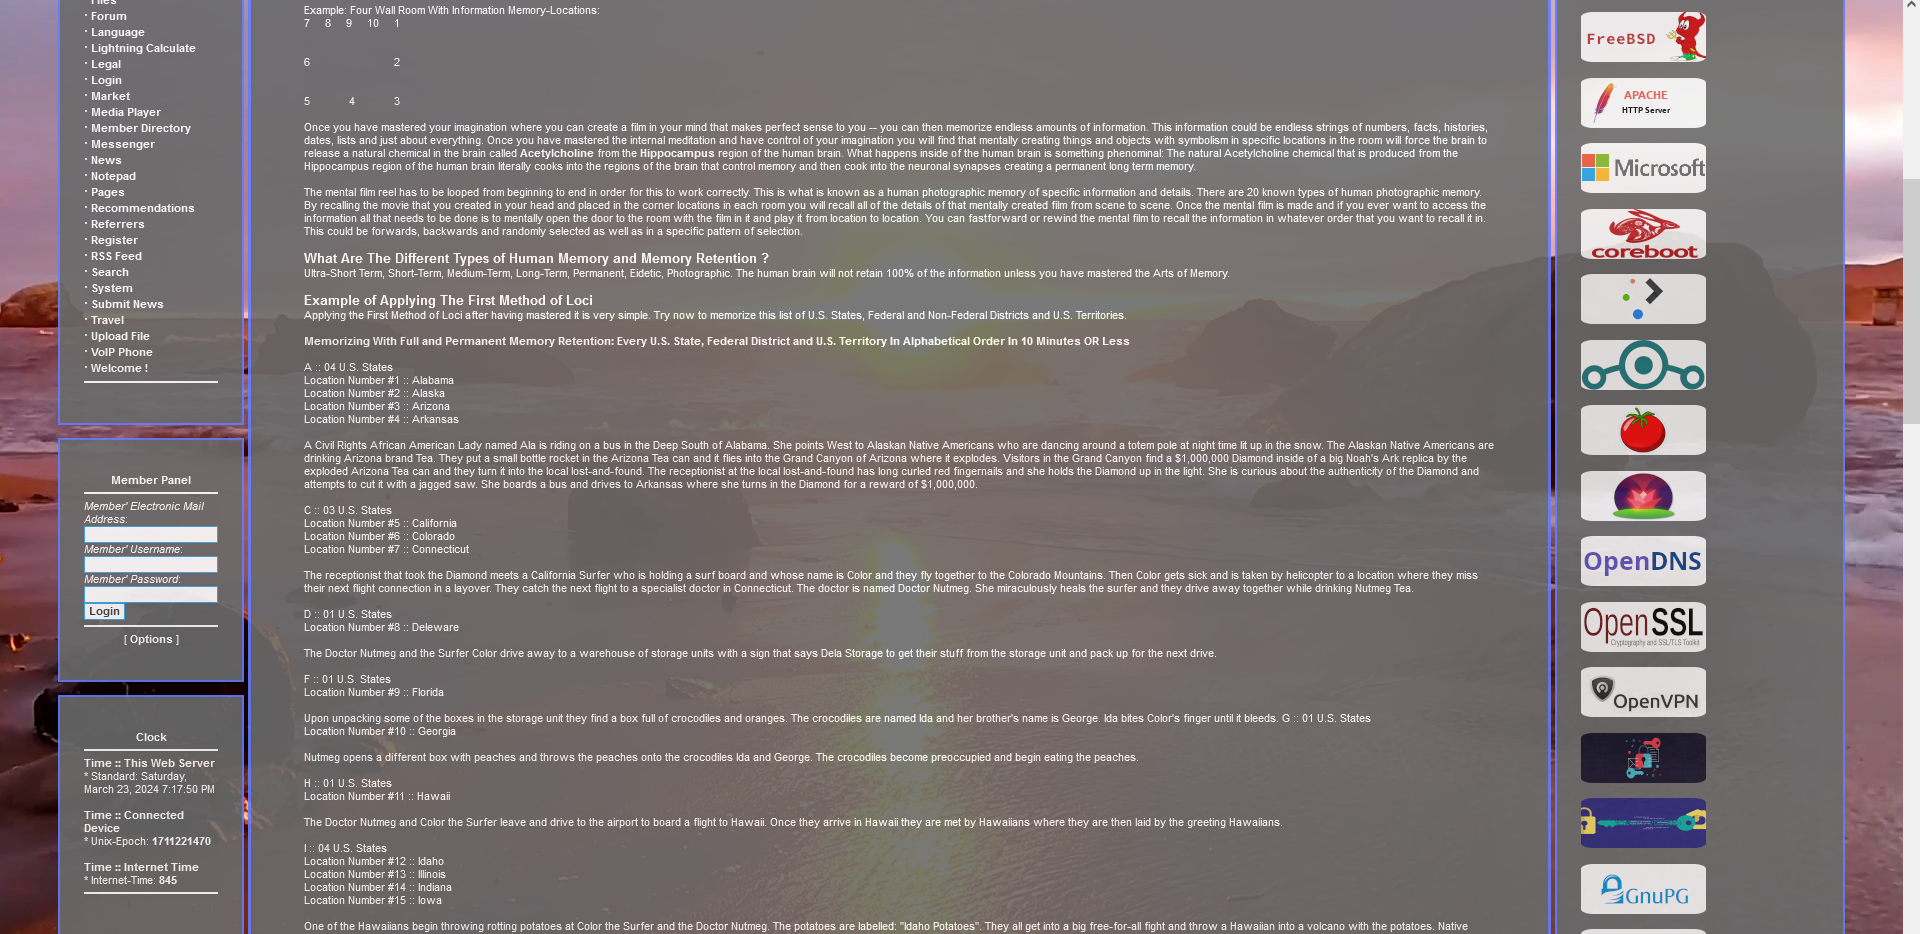 Files
· Forum
· Language
· Lightning Calculate
· Legal
· Login
· Market
· Media Player
· Member Directory
· Messenger
· News
· Notepad
· Pages
· Recommendations
· Referrers
· Register
· RSS Feed
· Search
· System
· Submit News
· Travel
· Upload File
· VoIP Phone
· Welcome !
Member Panel
Member' Electronic Mail
Address:
Member' Username:
Member' Password:
Login
[ Options ]
Clock
Time :: This Web Server
* Standard: Saturday,
March 23, 2024 7:17:50 PM
Time :: Connected
Device
* Unix-Epoch: 1711221470
Time :: Internet Time
* Internet-Time: 845
Example: Four Wall Room With Information Memory-Locations:
7 8 9 10 1
6 2
5 4 3
Once you have mastered your imagination where you can create a film in your mind that makes perfect sense to you -- you can then memorize endless amounts of information. This information could be endless strings of numbers, facts, histories,
dates, lists and just about everything. Once you have mastered the internal meditation and have control of your imagination you will find that mentally creating things and objects with symbolism in specific locations in the room will force the brain to
release a natural chemical in the brain called Acetylcholine from the Hippocampus region of the human brain. What happens inside of the human brain is something phenominal: The natural Acetylcholine chemical that is produced from the
Hippocampus region of the human brain literally cooks into the regions of the brain that control memory and then cook into the neuronal synapses creating a permanent long term memory.
The mental film reel has to be looped from beginning to end in order for this to work correctly. This is what is known as a human photographic memory of specific information and details. There are 20 known types of human photographic memory.
By recalling the movie that you created in your head and placed in the corner locations in each room you will recall all of the details of that mentally created film from scene to scene. Once the mental film is made and if you ever want to access the
information all that needs to be done is to mentally open the door to the room with the film in it and play it from location to location. You can fastforward or rewind the mental film to recall the information in whatever order that you want to recall it in.
This could be forwards, backwards and randomly selected as well as in a specific pattern of selection.
What Are The Different Types of Human Memory and Memory Retention ?
Ultra-Short Term, Short-Term, Medium-Term, Long-Term, Permanent, Eidetic, Photographic. The human brain will not retain 100% of the information unless you have mastered the Arts of Memory.
Example of Applying The First Method of Loci
Applying the First Method of Loci after having mastered it is very simple. Try now to memorize this list of U.S. States, Federal and Non-Federal Districts and U.S. Territories.
Memorizing With Full and Permanent Memory Retention: Every U.S. State, Federal District and U.S. Territory In Alphabetical Order In 10 Minutes OR Less
A :: 04 U.S. States
Location Number #1 :: Alabama
Location Number #2 :: Alaska
Location Number #3 :: Arizona
Location Number #4 :: Arkansas
A Civil Rights African American Lady named Ala is riding on a bus in the Deep South of Alabama. She points West to Alaskan Native Americans who are dancing around a totem pole at night time lit up in the snow. The Alaskan Native Americans are
drinking Arizona brand Tea. They put a small bottle rocket in the Arizona Tea can and it flies into the Grand Canyon of Arizona where it explodes. Visitors in the Grand Canyon find a $1,000,000 Diamond inside of a big Noah's Ark replica by the
exploded Arizona Tea can and they turn it into the local lost-and-found. The receptionist at the local lost-and-found has long curled red fingernails and she holds the Diamond up in the light. She is curious about the authenticity of the Diamond and
attempts to cut it with a jagged saw. She boards a bus and drives to Arkansas where she turns in the Diamond for a reward of $1,000,000.
C :: 03 U.S. States
Location Number #5 :: California
Location Number #6 :: Colorado
Location Number #7 :: Connecticut
The receptionist that took the Diamond meets a California Surfer who is holding a surf board and whose name is Color and they fly together to the Colorado Mountains. Then Color gets sick and is taken by helicopter to a location where they miss
their next flight connection in a layover. They catch the next flight to a specialist doctor in Connecticut. The doctor is named Doctor Nutmeg. She miraculously heals the surfer and they drive away together while drinking Nutmeg Tea.
D :: 01 U.S. States
Location Number #8 :: Deleware
The Doctor Nutmeg and the Surfer Color drive away to a warehouse of storage units with a sign that says Dela Storage to get their stuff from the storage unit and pack up for the next drive.
F :: 01 U.S. States
Location Number #9 :: Florida
Upon unpacking some of the boxes in the storage unit they find a box full of crocodiles and oranges. The crocodiles are named Ida and her brother's name is George. Ida bites Color's finger until it bleeds. G :: 01 U.S. States
Location Number #10 :: Georgia
Nutmeg opens a different box with peaches and throws the peaches onto the crocodiles Ida and George. The crocodiles become preoccupied and begin eating the peaches.
H :: 01 U.S. States
Location Number #11 :: Hawaii
The Doctor Nutmeg and Color the Surfer leave and drive to the airport to board a flight to Hawaii. Once they arrive in Hawaii they are met by Hawaiians where they are then laid by the greeting Hawaiians.
I :: 04 U.S. States
Location Number #12 :: Idaho
Location Number #13 :: Illinois
Location Number #14 :: Indiana
Location Number #15 :: Iowa
One of the Hawaiians begin throwing rotting potatoes at Color the Surfer and the Doctor Nutmeg. The potatoes are labelled: "Idaho Potatoes". They all get into a big free-for-all fight and throw a Hawaiian into a volcano with the potatoes. Native
FreeBSD
APACHE
HTTP Server
Microsoft
coreboot
OpenDNS
OpenSSL
Cryptography and SSL/TLS Toolkit
OpenVPN
GnuPG